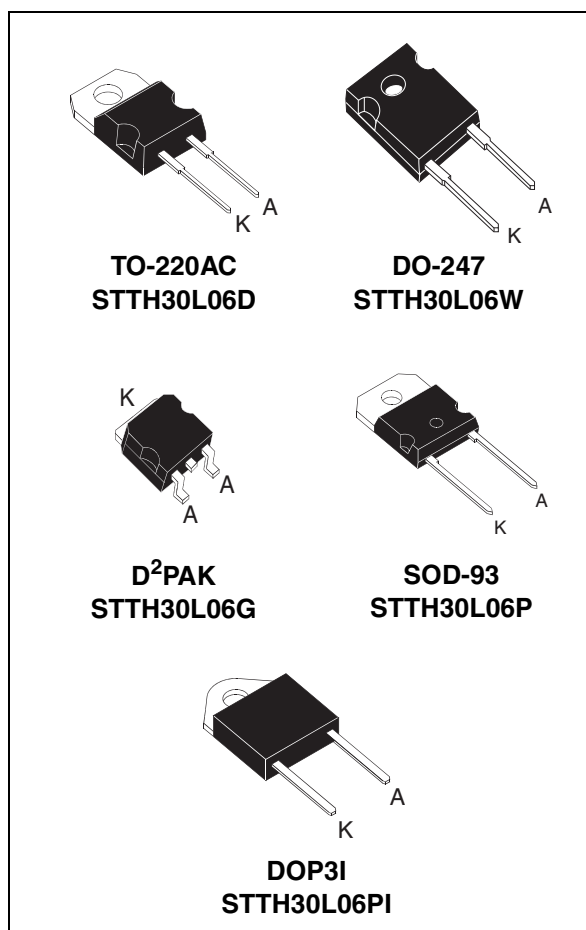 K
A
TO-220AC
STTH30L06D
K
A
DO-247
STTH30L06W
K
A
A
D²PAK
STTH30L06G
K
A
SOD-93
STTH30L06P
K
A
DOP3I
STTH30L06PI